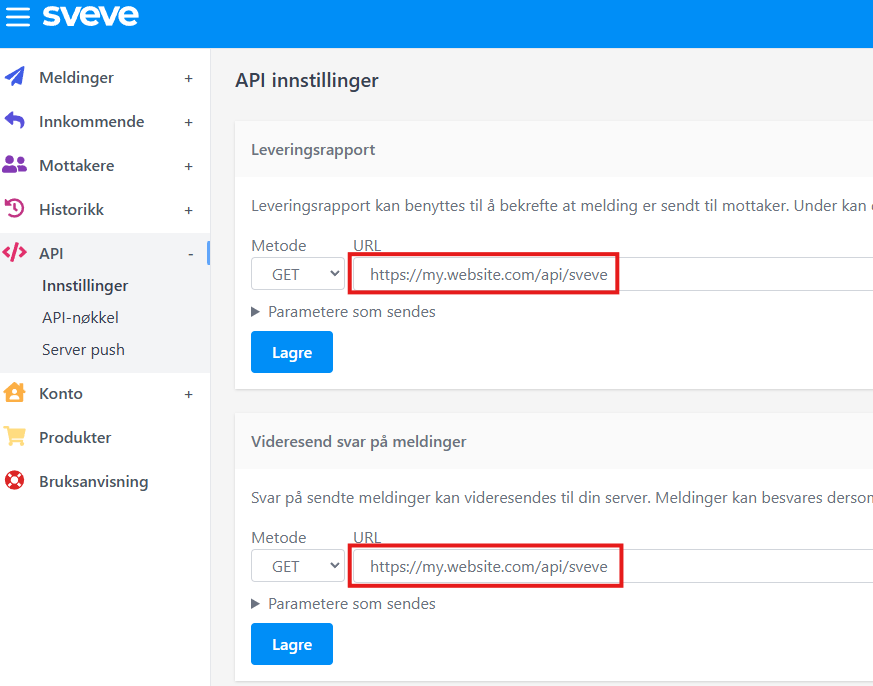 sveve
Meldinger +
Innkommende +
Mottakere +
Historikk +
API -
Innstillinger
API-nøkkel
Server push
Konto +
Produkter
Bruksanvisning
API innstillinger
Leveringsrapport
Leveringsrapport kan benyttes til å bekrefte at melding er sendt til mottaker. Under kan
Metode URL
GET https://my.website.com/api/sveve
Parametere som sendes
Lagre
Videresend svar på meldinger
Svar på sendte meldinger kan videresendes til din server. Meldinger kan besvares dersom
Metode URL
GET https://my.website.com/api/sveve
Parametere som sendes
Lagre